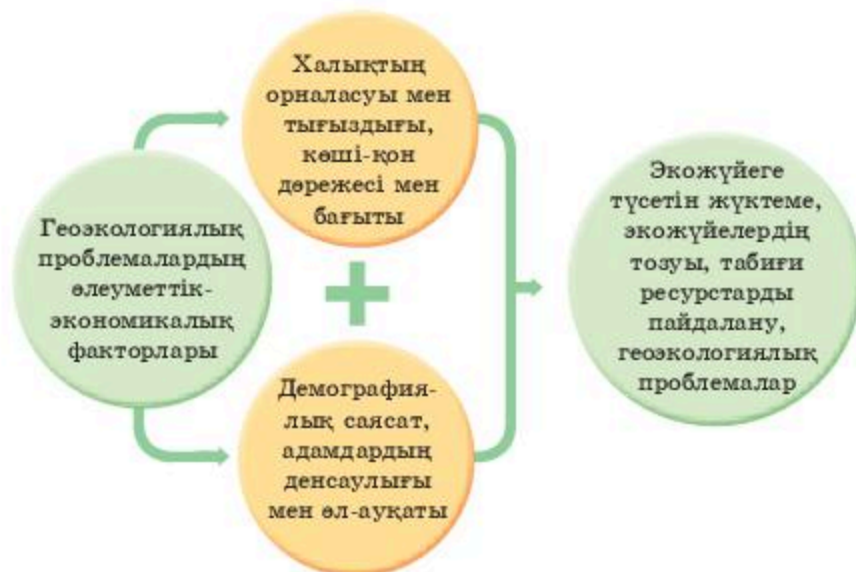 Геоэкологиялық
проблемалардың
әлеуметтік-
экономикалық
факторлары
Халықтың
орналасуы мен
тығыздығы,
көші-қон
дәрежесі мен
бағыты
Демография-
лық саясат,
адамдардың
денсаулығы
мен әл-ауқаты
Экожүйеге
түсетін жүктеме,
экожүйелердің
тозуы, табиғи
ресурстарды
пайдалану,
геоэкологиялық
проблемалар